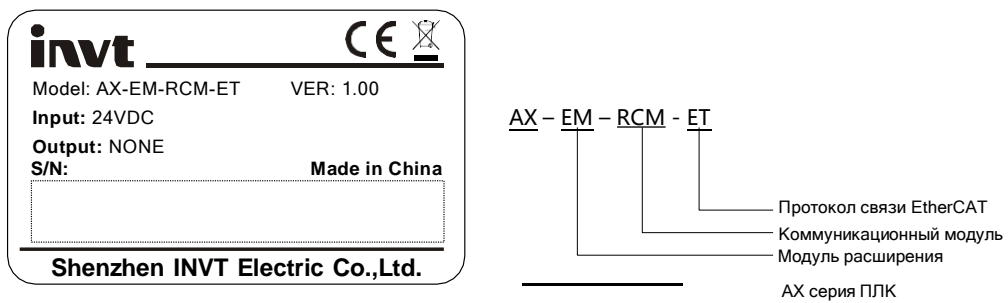 invt CE
Model: AX-EM-RCM-ET VER: 1.00
Input: 24VDC
Output: NONE
S/N: Made in China
Shenzhen INVT Electric Co.,Ltd.
AX – EM – RCM - ET
Протокол связи EtherCAT
Коммуникационный модуль
Модуль расширения
AX серия ПЛК